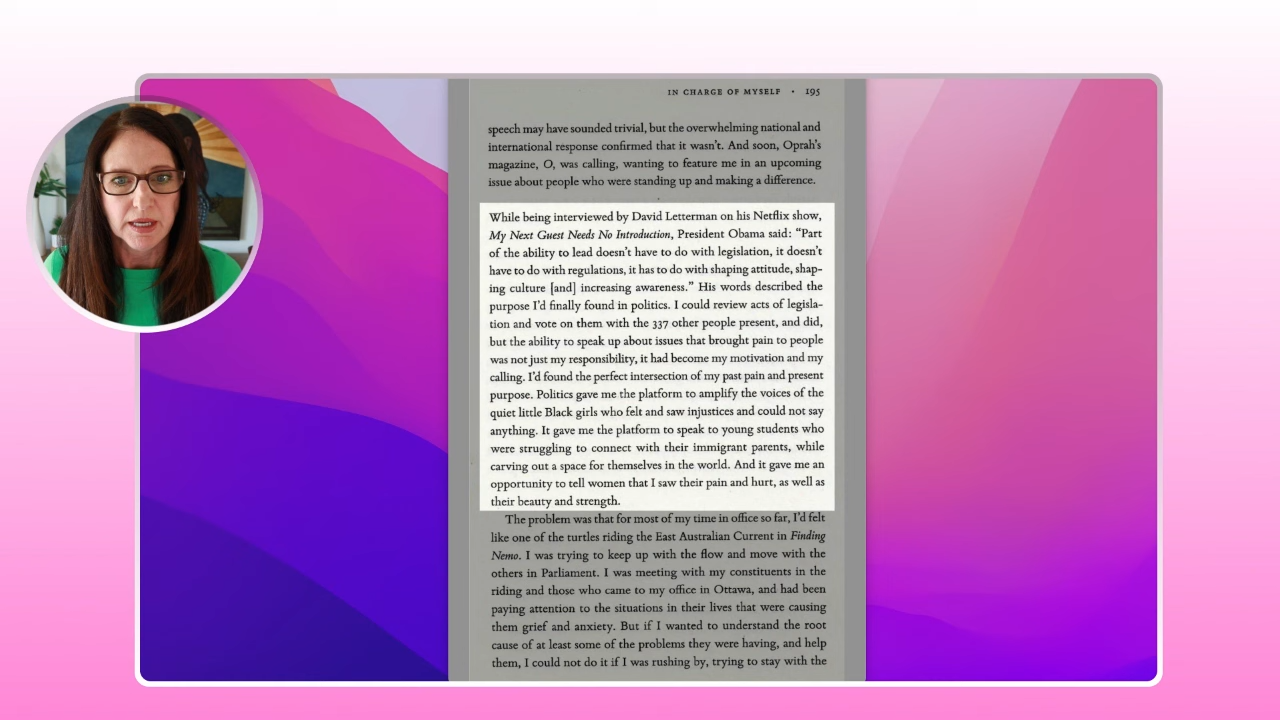 IN CHARGE OF MYSELF • 195
speech may have sounded trivial, but the overwhelming national and
international response confirmed that it wasn't. And soon, Oprah's
magazine, O, was calling, wanting to feature me in an upcoming
issue about people who were standing up and making a difference.
While being interviewed by David Letterman on his Netflix show,
My Next Guest Needs No Introduction, President Obama said: “Part
of the ability to lead doesn't have to do with legislation, it doesn't
have to do with regulations, it has to do with shaping attitude, shap-
ing culture [and] increasing awareness.” His words described the
purpose I'd finally found in politics. I could review acts of legisla-
tion and vote on them with the 337 other people present, and did,
but the ability to speak up about issues that brought pain to people
was not just my responsibility, it had become my motivation and my
calling. I'd found the perfect intersection of my past pain and present
purpose. Politics gave me the platform to amplify the voices of the
quiet little Black girls who felt and saw injustices and could not say
anything. It gave me the platform to speak to young students who
were struggling to connect with their immigrant parents, while
carving out a space for themselves in the world. And it gave me an
opportunity to tell women that I saw their pain and hurt, as well as
their beauty and strength.
The problem was that for most of my time in office so far, I'd felt
like one of the turtles riding the East Australian Current in Finding
Nemo. I was trying to keep up with the flow and move with the
others in Parliament. I was meeting with my constituents in the
riding and those who came to my office in Ottawa, and had been
paying attention to the situations in their lives that were causing
them grief and anxiety. But if I wanted to understand the root
cause of at least some of the problems they were having, and help
them, I could not do it if I was rushing by, trying to stay with the